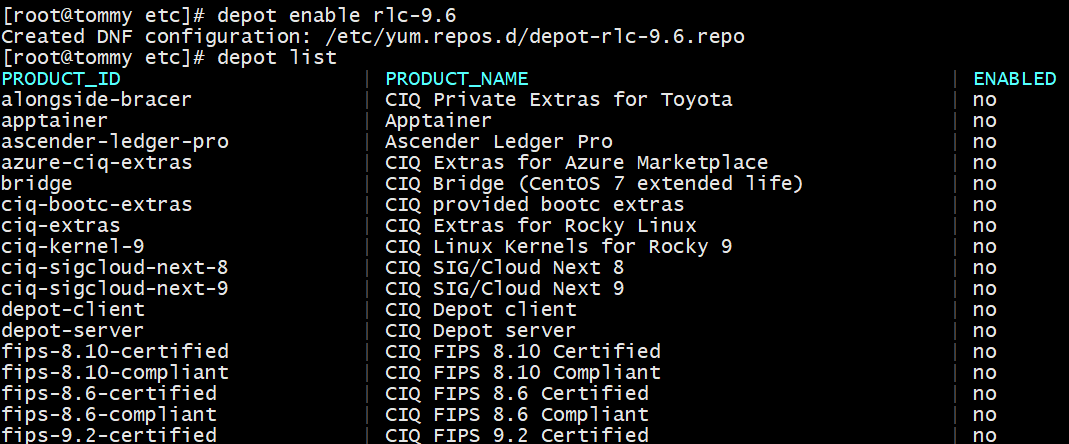 [root@tommy etc]# depot enable rlc-9.6
Created DNF configuration: /etc/yum.repos.d/depot-rlc-9.6.repo
[root@tommy etc]# depot list
PRODUCT_ID | PRODUCT_NAME | ENABLED
alongside-bracer | CIQ Private Extras for Toyota | no
apptainer | Apptainer | no
ascender-ledger-pro | Ascender Ledger Pro | no
azure-ciq-extras | CIQ Extras for Azure Marketplace | no
bridge | CIQ Bridge (CentOS 7 extended life) | no
ciq-bootc-extras | CIQ provided bootc extras | no
ciq-extras | CIQ Extras for Rocky Linux | no
ciq-kernel-9 | CIQ Linux Kernels for Rocky 9 | no
ciq-sigcloud-next-8 | CIQ SIG/Cloud Next 8 | no
ciq-sigcloud-next-9 | CIQ SIG/Cloud Next 9 | no
depot-client | CIQ Depot client | no
depot-server | CIQ Depot server | no
fips-8.10-certified | CIQ FIPS 8.10 Certified | no
fips-8.10-compliant | CIQ FIPS 8.10 Compliant | no
fips-8.6-certified | CIQ FIPS 8.6 Certified | no
fips-8.6-compliant | CIQ FIPS 8.6 Compliant | no
fips-9.2-certified | CIQ FIPS 9.2 Certified | no